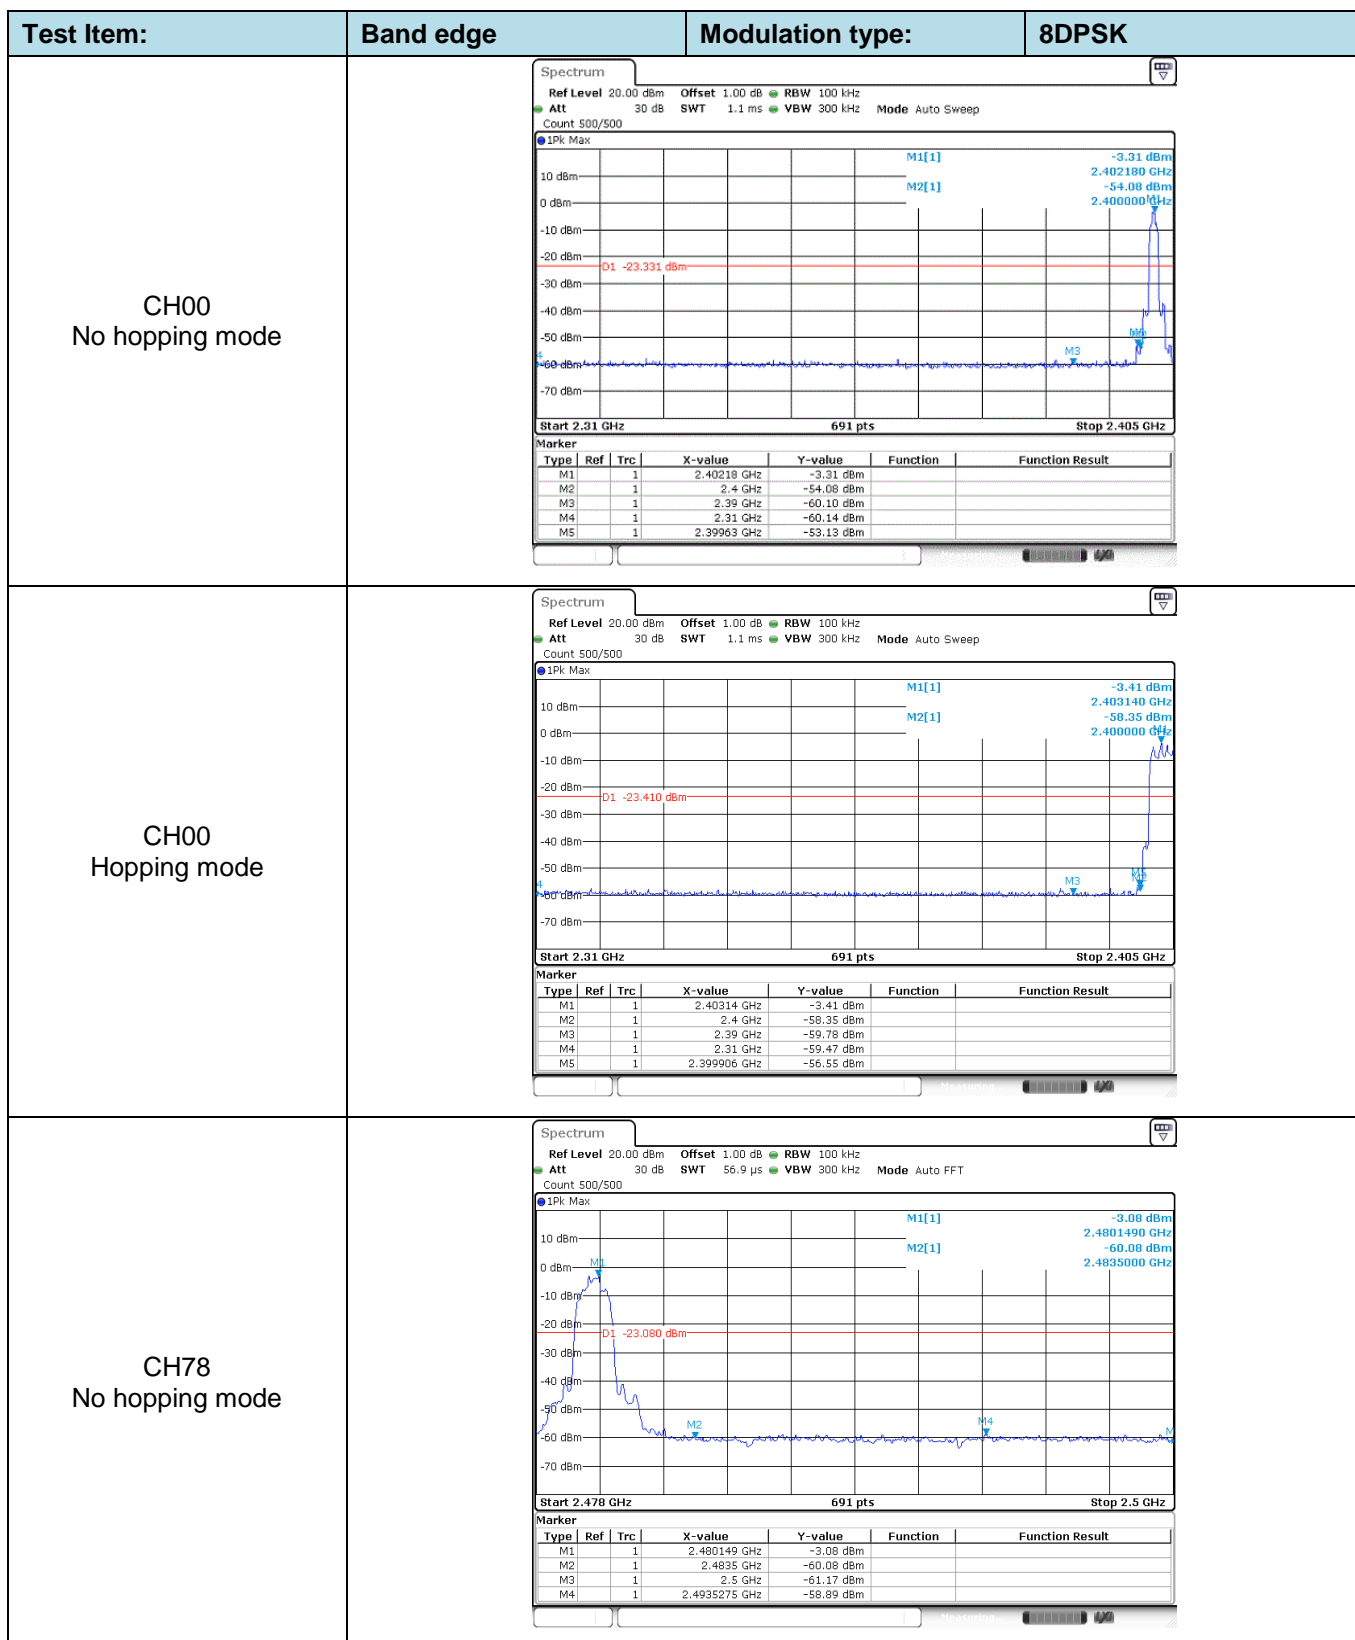 Test Item: Band edge Modulation type: 8DPSK
CH00
No hopping mode
Spectrum
Ref Level 20.00 dBm Offset 1.00 dB RBW 100 kHz
Att 30 dB SWT 1.1 ms VBW 300 kHz Mode Auto Sweep
Count 500/500
1Pk Max
M1[1] -3.31 dBm
2.402180 GHz
M2[1] -54.08 dBm
2.400000 GHz
M1
10 dBm
0 dBm
-10 dBm
-20 dBm
D1 -23.331 dBm
-30 dBm
-40 dBm
-50 dBm
M3
4
-60 dBm
-70 dBm
Start 2.31 GHz 691 pts Stop 2.405 GHz
Marker
Type Ref Trc X-value Y-value Function Function Result
M1 1 2.40218 GHz -3.31 dBm
M2 1 2.4 GHz -54.08 dBm
M3 1 2.39 GHz -60.10 dBm
M4 1 2.31 GHz -60.14 dBm
M5 1 2.39963 GHz -53.13 dBm
CH00
Hopping mode
Spectrum
Ref Level 20.00 dBm Offset 1.00 dB RBW 100 kHz
Att 30 dB SWT 1.1 ms VBW 300 kHz Mode Auto Sweep
Count 500/500
1Pk Max
M1[1] -3.41 dBm
2.403140 GHz
M2[1] -58.35 dBm
2.400000 GHz
M1
10 dBm
0 dBm
-10 dBm
-20 dBm
D1 -23.410 dBm
-30 dBm
-40 dBm
-50 dBm
M3
4
-60 dBm
-70 dBm
Start 2.31 GHz 691 pts Stop 2.405 GHz
Marker
Type Ref Trc X-value Y-value Function Function Result
M1 1 2.40314 GHz -3.41 dBm
M2 1 2.4 GHz -58.35 dBm
M3 1 2.39 GHz -59.78 dBm
M4 1 2.31 GHz -59.47 dBm
M5 1 2.399906 GHz -56.55 dBm
Measuring...
CH78
No hopping mode
Spectrum
Ref Level 20.00 dBm Offset 1.00 dB RBW 100 kHz
Att 30 dB SWT 56.9 µs VBW 300 kHz Mode Auto FFT
Count 500/500
1Pk Max
M1[1] -3.08 dBm
2.4801490 GHz
M2[1] -60.08 dBm
2.4835000 GHz
10 dBm
0 dBm
M1
-10 dBm
-20 dBm
D1 -23.080 dBm
-30 dBm
-40 dBm
-50 dBm
M2
M4
M
-60 dBm
-70 dBm
Start 2.478 GHz 691 pts Stop 2.5 GHz
Marker
Type Ref Trc X-value Y-value Function Function Result
M1 1 2.480149 GHz -3.08 dBm
M2 1 2.4835 GHz -60.08 dBm
M3 1 2.5 GHz -61.17 dBm
M4 1 2.4935275 GHz -58.89 dBm
Measuring...